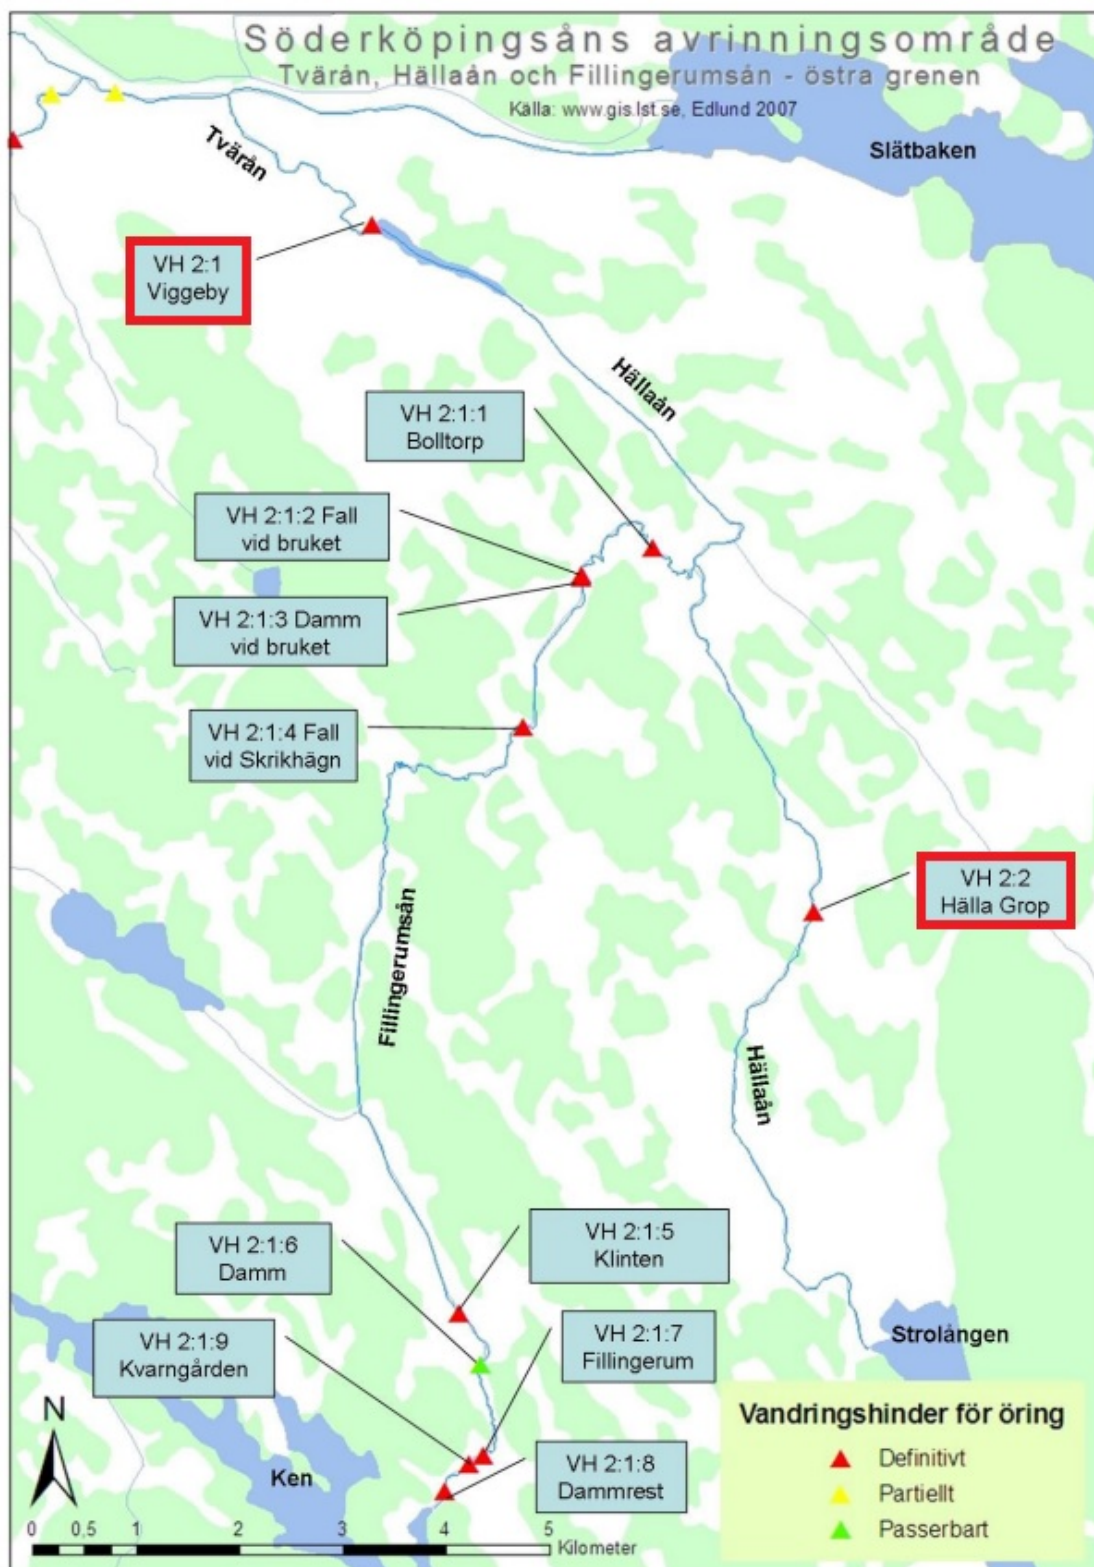 Söderköpingsåns avrinningsområde
Tvärån, Hällaån och Fillingerumsån - östra grenen
Källa: www.gis.lst.se, Edlund 2007
Slätbaken
Tvärån
VH 2:1
Viggeby
Hällaån
VH 2:1:1
Bolltorp
VH 2:1:2 Fall
vid bruket
VH 2:1:3 Damm
vid bruket
VH 2:1:4 Fall
vid Skrikhägn
VH 2:2
Hälla Grop
Fillingerumsån
Hällaån
VH 2:1:5
Klinten
VH 2:1:6
Damm
VH 2:1:7
Fillingerum
VH 2:1:9
Kvarngården
Strolången
VH 2:1:8
Dammrest
Ken
N
Vandringshinder för öring
Definitivt
Partiellt
Passerbart
0 0,5 1 2 3 4 5
Kilometer